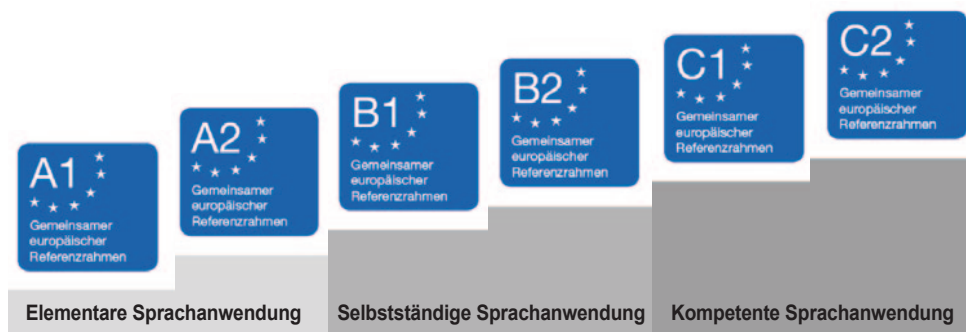 A1
Gemeinsamer
europäischer
Referenzrahmen
A2
Gemeinsamer
europäischer
Referenzrahmen
B1
Gemeinsamer
europäischer
Referenzrahmen
B2
Gemeinsamer
europäischer
Referenzrahmen
C1
Gemeinsamer
europäischer
Referenzrahmen
C2
Gemeinsamer
europäischer
Referenzrahmen
Elementare Sprachanwendung
Selbstständige Sprachanwendung
Kompetente Sprachanwendung